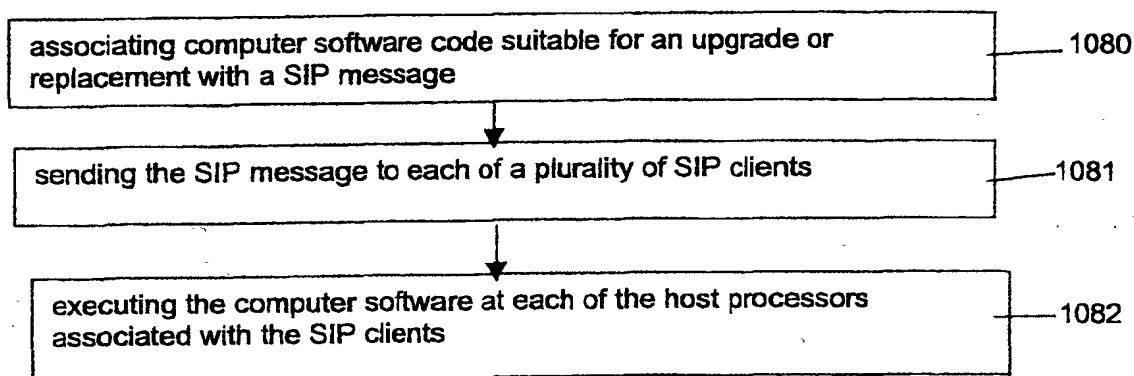 associating computer software code suitable for an upgrade or
replacement with a SIP message
1080
sending the SIP message to each of a plurality of SIP clients
1081
executing the computer software at each of the host processors
associated with the SIP clients
1082